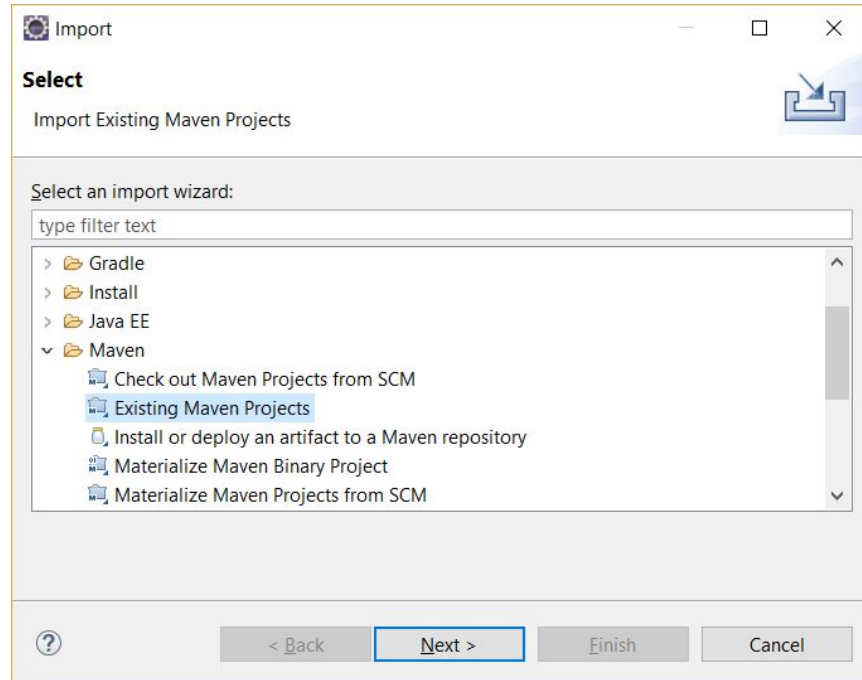 Import
Select
Import Existing Maven Projects
Select an import wizard:
type filter text
Gradle
Install
Java EE
Maven
Check out Maven Projects from SCM
Existing Maven Projects
Install or deploy an artifact to a Maven repository
Materialize Maven Binary Project
Materialize Maven Projects from SCM
< Back Next > Finish Cancel